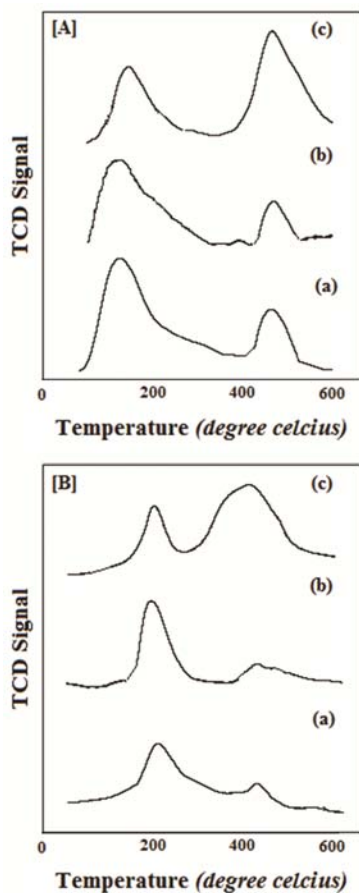 [A]
(c)
(b)
(a)
TCD Signal
0 200 400 600
Temperature (degree celcius)
[B]
(c)
(b)
(a)
TCD Signal
0 200 400 600
Temperature (degree celcius)